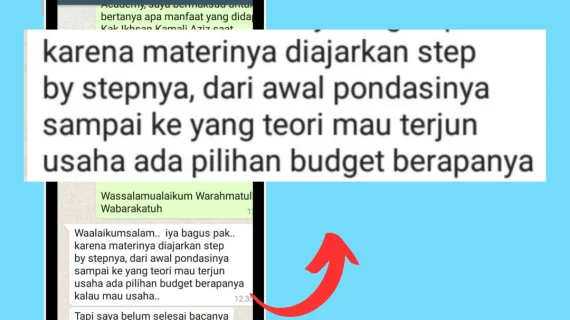 Academy, saya bermaksud untuk
bertanya apa manfaat yang didap
Kak Ikhsan Kamali Aziz saat
karena materinya diajarkan step
by stepnya, dari awal pondasinya
sampai ke yang teori mau terjun
usaha ada pilihan budget berapanya
Wassalamualaikum Warahmatul
Wabarakatuh
Waalaikumsalam.. iya bagus pak..
karena materinya diajarkan step
by stepnya, dari awal pondasinya
sampai ke yang teori mau terjun
usaha ada pilihan budget berapanya
kalau mau usaha..
12.33
Tapi saya belum selesai bacanya